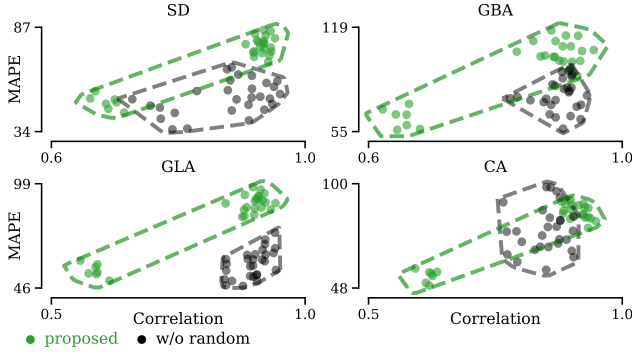 SD
GBA
MAPE
87
34
0.6
1.0
119
55
0.6
1.0
GLA
CA
MAPE
99
46
0.5
1.0
Correlation
100
48
0.5
1.0
Correlation
proposed
w/o random